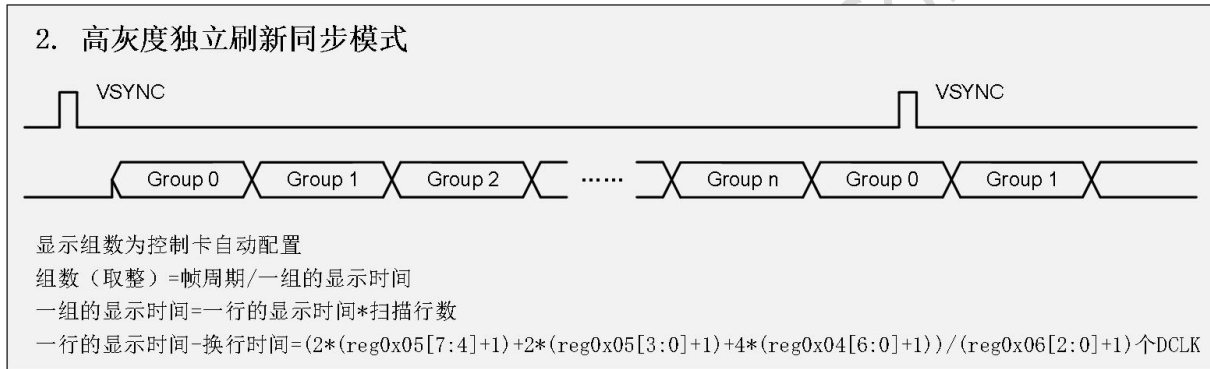 2. 高灰度独立刷新同步模式
VSYNC VSYNC
Group 0 Group 1 Group 2 …… Group n Group 0 Group 1
显示组数为控制卡自动配置
组数（取整）=帧周期/一组的显示时间
一组的显示时间=一行的显示时间*扫描行数
一行的显示时间-换行时间=(2*(reg0x05[7:4]+1)+2*(reg0x05[3:0]+1)+4*(reg0x04[6:0]+1))/(reg0x06[2:0]+1)个DCLK